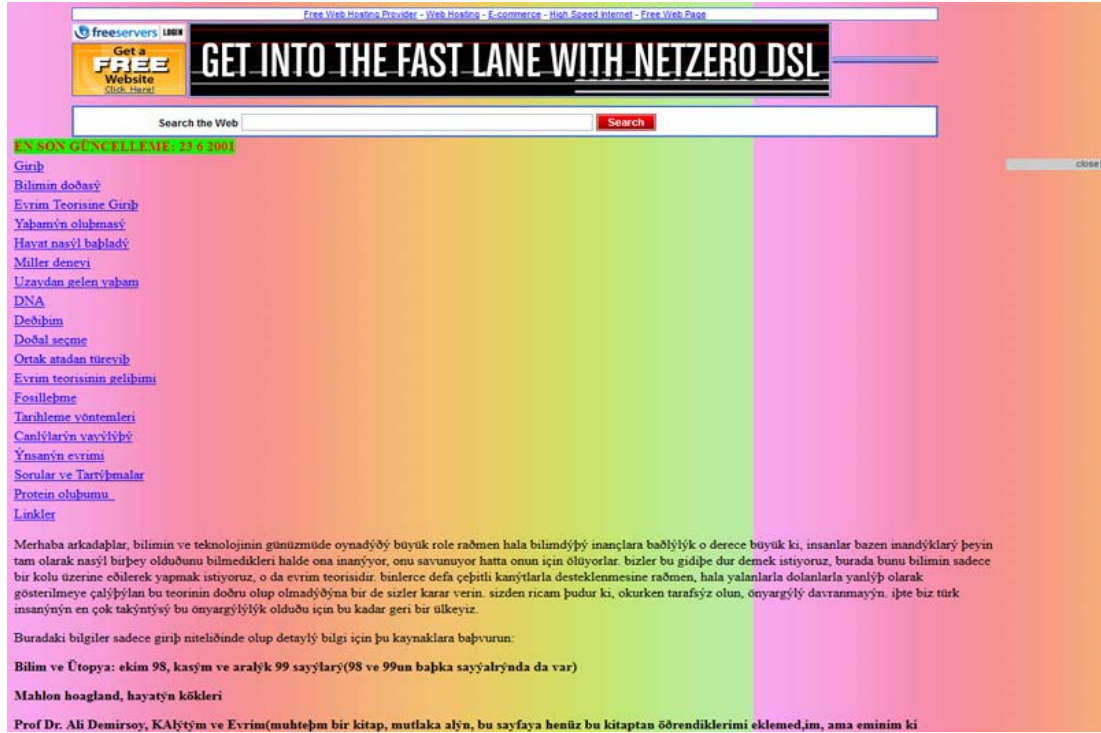 Free Web Hosting Provider - Web Hosting - E-commerce - High Speed Internet - Free Web Page
freeservers LOGIN
Get a
FREE
Website
Click Here!
GET INTO THE FAST LANE WITH NETZERO DSL
Search the Web
Search
EN SON GÜNCELLEME: 23 6 2001
close
Giriþ
Bilimin doðasý
Evrim Teorisine Giriþ
Yaþamýn oluþmasý
Hayat nasýl baþladý
Miller deneyi
Uzaydan gelen yaþam
DNA
Deðiþim
Doðal seçme
Ortak atadan türeyiþ
Evrim teorisinin geliþimi
Fosilleþme
Tarihleme yöntemleri
Canlýlarýn yayýlýþý
Ýnsanýn evrimi
Sorular ve Tartýþmalar
Protein oluþumu
Linkler
Merhaba arkadaþlar, bilimin ve teknolojinin günüzmüde oynadýðý büyük role raðmen hala bilimdýþý inançlara baðlýlýk o derece büyük ki, insanlar bazen inandýklarý þeyin
tam olarak nasýl birþey olduðunu bilmedikleri halde ona inanýyor, onu savunuyor hatta onun için ölüyorlar. bizler bu gidiþe dur demek istiyoruz, burada bunu bilimin sadece
bir kolu üzerine eðilerek yapmak istiyoruz, o da evrim teorisidir. binlerce defa çeþitli kanýtlarla desteklenmesine raðmen, hala yalanlarla dolanlarla yanlýþ olarak
gösterilmeye çalýþýlan bu teorinin doðru olup olmadýðýna bir de sizler karar verin. sizden ricam þudur ki, okurken tarafsýz olun, önyargýlý davranmayýn. iþte biz türk
insanýnýn en çok takýntýsý bu önyargýlýlýk olduðu için bu kadar geri bir ülkeyiz.
Buradaki bilgiler sadece giriþ niteliðinde olup detaylý bilgi için þu kaynaklara baþvurun:
Bilim ve Ütopya: ekim 98, kasým ve aralýk 99 sayýlarý(98 ve 99un baþka sayýalrýnda da var)
Mahlon hoagland, hayatýn kökleri
Prof Dr. Ali Demirsoy, KAlýtým ve Evrim(muhteþm bir kitap, mutlaka alýn, bu sayfaya henüz bu kitaptan öðrendiklerimi eklemed,im, ama eminim ki